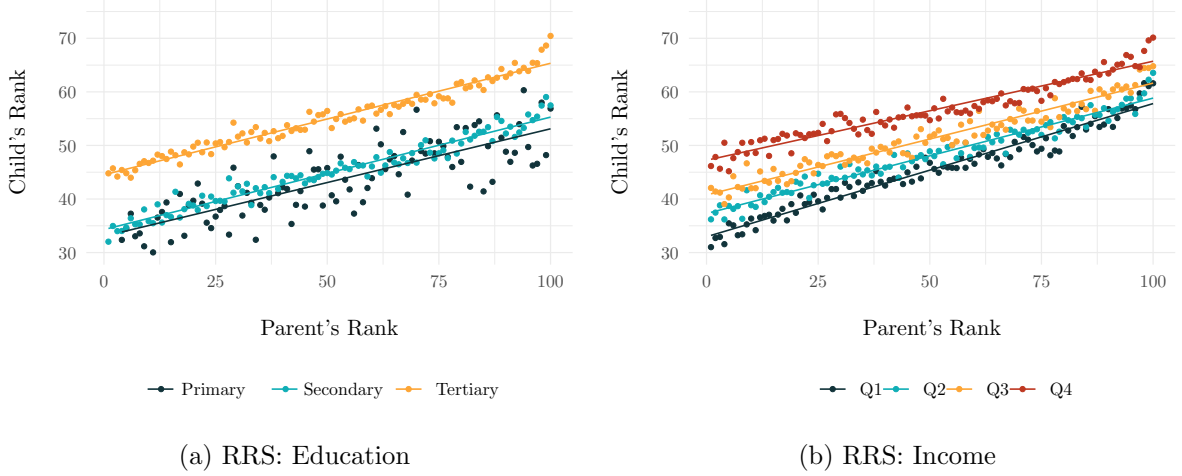 70
60
50
40
30
Child's Rank
0 25 50 75 100
Parent's Rank
Primary Secondary Tertiary
(a) RRS: Education
70
60
50
40
30
Child's Rank
0 25 50 75 100
Parent's Rank
Q1 Q2 Q3 Q4
(b) RRS: Income